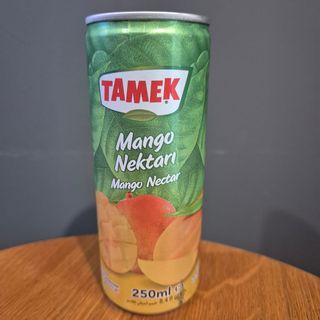 TAMEK
Mango
Nektarı
Mango Nectar
250ml e